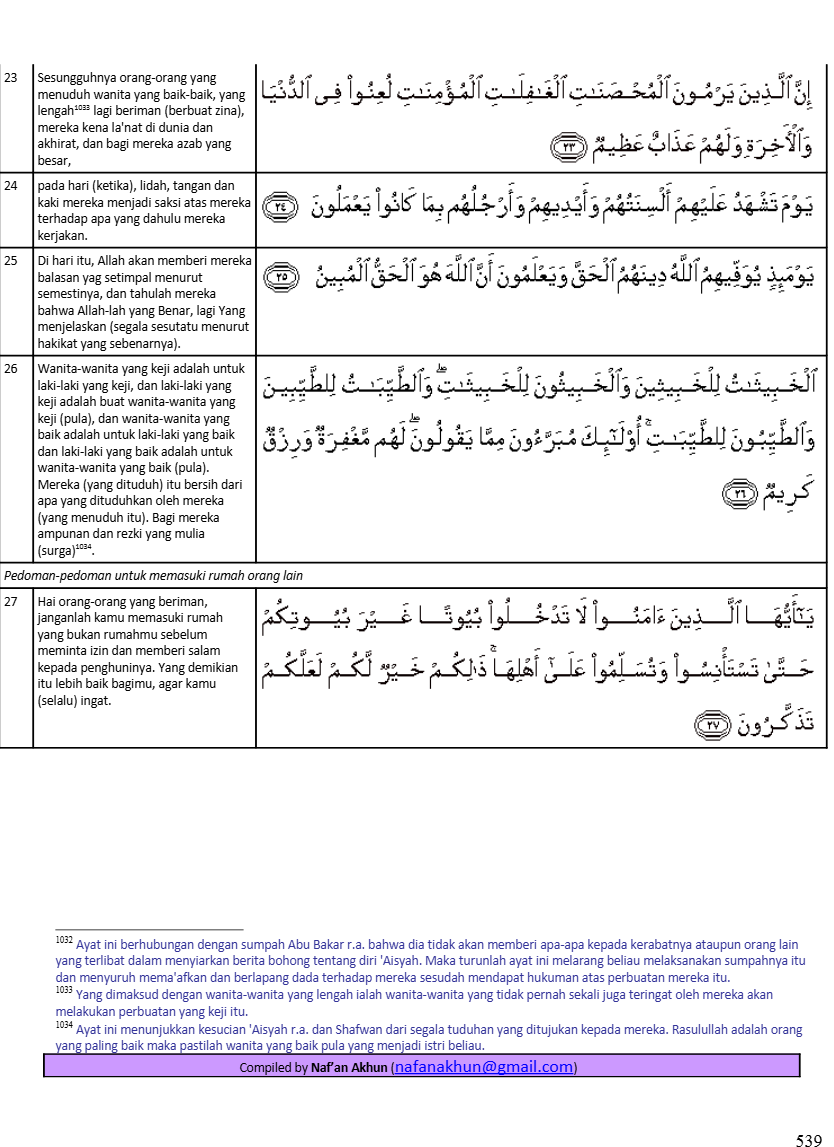 23
Sesungguhnya orang-orang yang
menuduh wanita yang baik-baik, yang
lengah1033 lagi beriman (berbuat zina),
mereka kena la'nat di dunia dan
akhirat, dan bagi mereka azab yang
besar,
إِنَّ ٱلَّذِينَ يَرْمُونَ ٱلْمُحْصَنَـٰتِ ٱلْغَـٰفِلَـٰتِ ٱلْمُؤْمِنَـٰتِ لُعِنُوا۟ فِى ٱلدُّنْيَا
وَٱلْأَخِرَةِ وَلَهُمْ عَذَابٌ عَظِيمٌ ٢٣
24
pada hari (ketika), lidah, tangan dan
kaki mereka menjadi saksi atas mereka
terhadap apa yang dahulu mereka
kerjakan.
يَوْمَ تَشْهَدُ عَلَيْهِمْ أَلْسِنَتُهُمْ وَأَيْدِيهِمْ وَأَرْجُلُهُم بِمَا كَانُوا۟ يَعْمَلُونَ ٢٤
25
Di hari itu, Allah akan memberi mereka
balasan yag setimpal menurut
semestinya, dan tahulah mereka
bahwa Allah-lah yang Benar, lagi Yang
menjelaskan (segala sesutatu menurut
hakikat yang sebenarnya).
يَوْمَئِذٍ يُوَفِّيهِمُ ٱللَّهُ دِينَهُمُ ٱلْحَقَّ وَيَعْلَمُونَ أَنَّ ٱللَّهَ هُوَ ٱلْحَقُّ ٱلْمُبِينُ ٢٥
26
Wanita-wanita yang keji adalah untuk
laki-laki yang keji, dan laki-laki yang
keji adalah buat wanita-wanita yang
keji (pula), dan wanita-wanita yang
baik adalah untuk laki-laki yang baik
dan laki-laki yang baik adalah untuk
wanita-wanita yang baik (pula).
Mereka (yang dituduh) itu bersih dari
apa yang dituduhkan oleh mereka
(yang menuduh itu). Bagi mereka
ampunan dan rezki yang mulia
(surga)1034.
ٱلْخَبِيثَـٰتُ لِلْخَبِيثِينَ وَٱلْخَبِيثُونَ لِلْخَبِيثَـٰتِ ۖ وَٱلطَّيِّبَـٰتُ لِلطَّيِّبِينَ
وَٱلطَّيِّبُونَ لِلطَّيِّبَـٰتِ ۚ أُو۟لَـٰٓئِكَ مُبَرَّءُونَ مِمَّا يَقُولُونَ ۖ لَهُم مَّغْفِرَةٌ وَرِزْقٌ
كَرِيمٌ ٢٦
Pedoman-pedoman untuk memasuki rumah orang lain
27
Hai orang-orang yang beriman,
janganlah kamu memasuki rumah
yang bukan rumahmu sebelum
meminta izin dan memberi salam
kepada penghuninya. Yang demikian
itu lebih baik bagimu, agar kamu
(selalu) ingat.
يَـٰٓأَيُّهَا ٱلَّذِينَ ءَامَنُوا۟ لَا تَدْخُلُوا۟ بُيُوتًا غَيْرَ بُيُوتِكُمْ
حَتَّىٰ تَسْتَأْنِسُوا۟ وَتُسَلِّمُوا۟ عَلَىٰٓ أَهْلِهَا ۚ ذَٰلِكُمْ خَيْرٌ لَّكُمْ لَعَلَّكُمْ
تَذَكَّرُونَ ٢٧
1032 Ayat ini berhubungan dengan sumpah Abu Bakar r.a. bahwa dia tidak akan memberi apa-apa kepada kerabatnya ataupun orang lain
yang terlibat dalam menyiarkan berita bohong tentang diri 'Aisyah. Maka turunlah ayat ini melarang beliau melaksanakan sumpahnya itu
dan menyuruh mema'afkan dan berlapang dada terhadap mereka sesudah mendapat hukuman atas perbuatan mereka itu.
1033 Yang dimaksud dengan wanita-wanita yang lengah ialah wanita-wanita yang tidak pernah sekali juga teringat oleh mereka akan
melakukan perbuatan yang keji itu.
1034 Ayat ini menunjukkan kesucian 'Aisyah r.a. dan Shafwan dari segala tuduhan yang ditujukan kepada mereka. Rasulullah adalah orang
yang paling baik maka pastilah wanita yang baik pula yang menjadi istri beliau.
Compiled by Naf'an Akhun (nafanakhun@gmail.com)
539